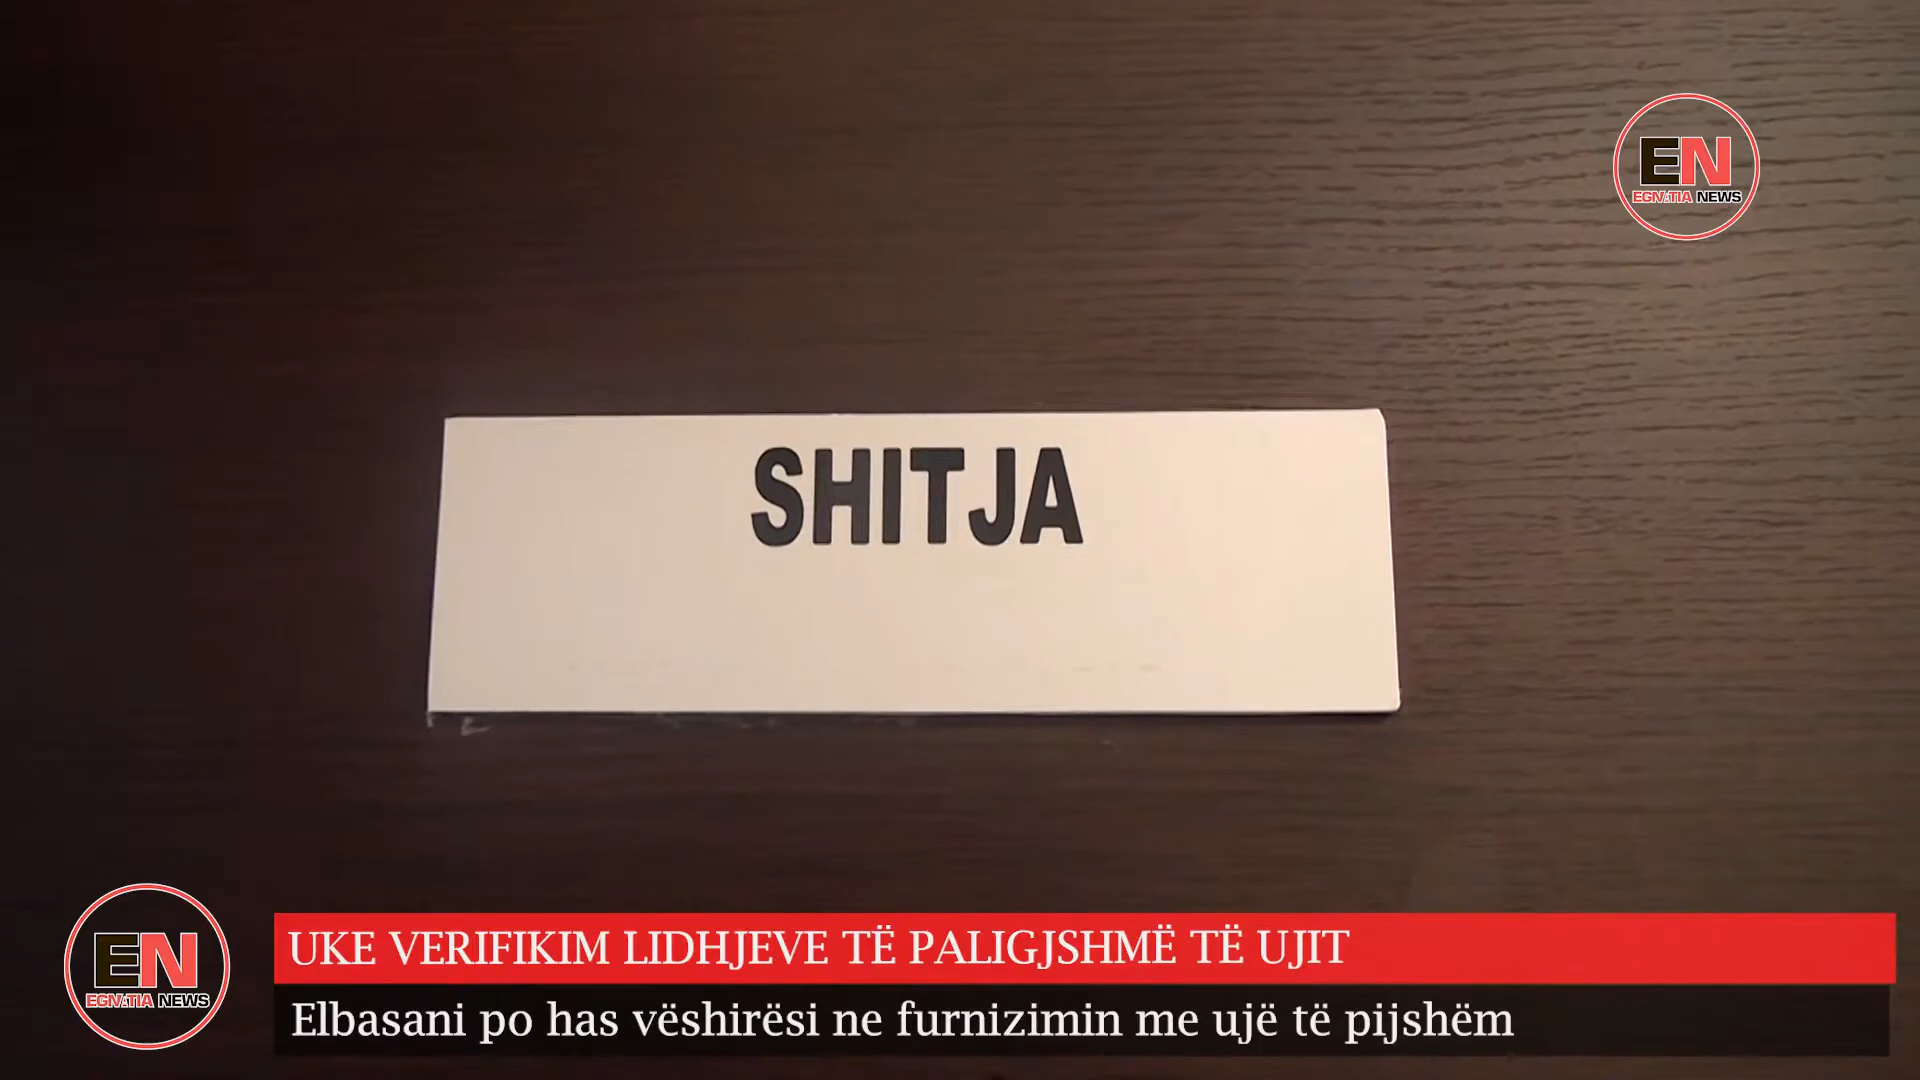 EN
EGNATIA NEWS
SHITJA
EN
EGNATIA NEWS
UKE VERIFIKIM LIDHJEVE TË PALIGJSHMË TË UJIT
Elbasani po has vëshirësi ne furnizimin me ujë të pijshëm